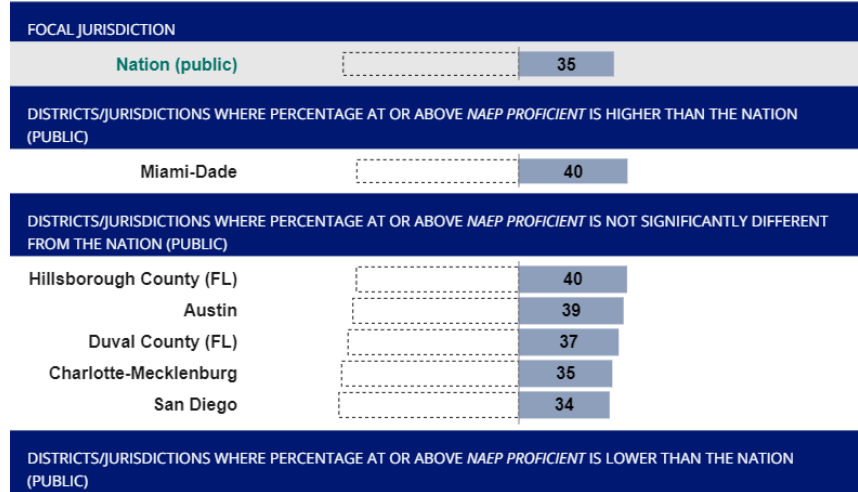 FOCAL JURISDICTION
Nation (public) 35
DISTRICTS/JURISDICTIONS WHERE PERCENTAGE AT OR ABOVE NAEP PROFICIENT IS HIGHER THAN THE NATION
(PUBLIC)
Miami-Dade 40
DISTRICTS/JURISDICTIONS WHERE PERCENTAGE AT OR ABOVE NAEP PROFICIENT IS NOT SIGNIFICANTLY DIFFERENT
FROM THE NATION (PUBLIC)
Hillsborough County (FL) 40
Austin 39
Duval County (FL) 37
Charlotte-Mecklenburg 35
San Diego 34
DISTRICTS/JURISDICTIONS WHERE PERCENTAGE AT OR ABOVE NAEP PROFICIENT IS LOWER THAN THE NATION
(PUBLIC)